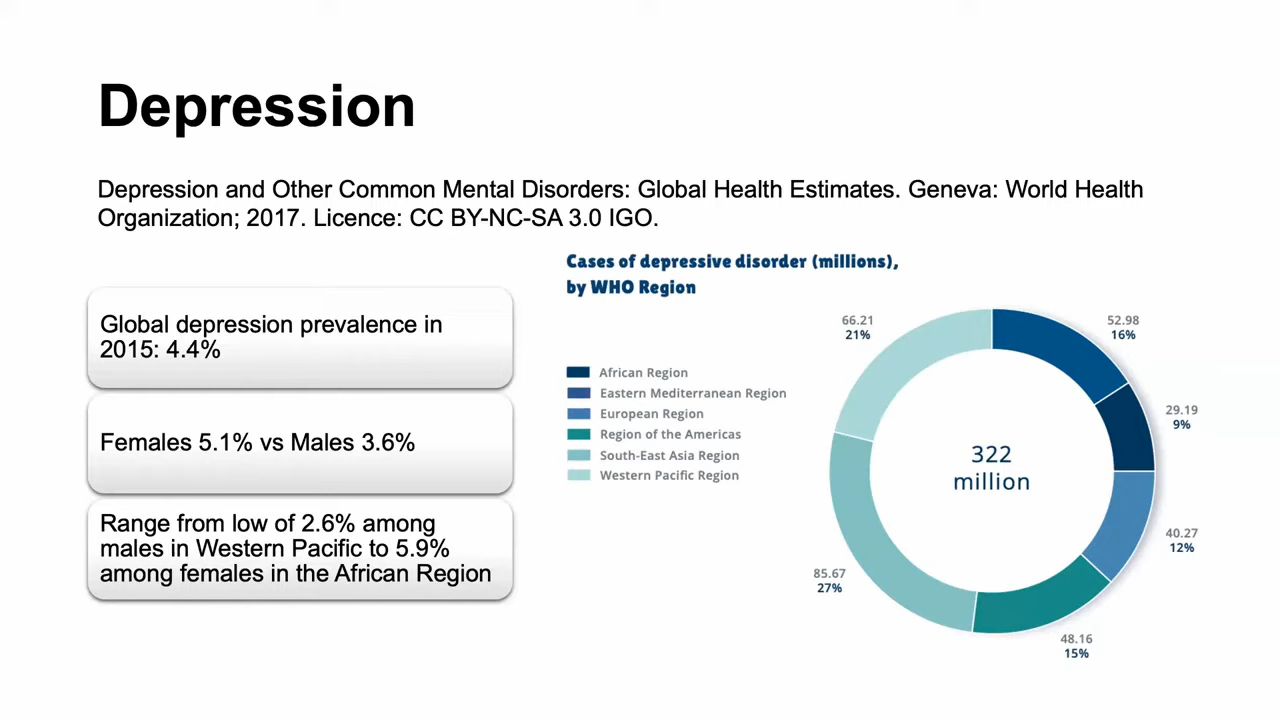 Depression
Depression and Other Common Mental Disorders: Global Health Estimates. Geneva: World Health
Organization; 2017. Licence: CC BY-NC-SA 3.0 IGO.
Global depression prevalence in
2015: 4.4%
Females 5.1% vs Males 3.6%
Range from low of 2.6% among
males in Western Pacific to 5.9%
among females in the African Region
Cases of depressive disorder (millions),
by WHO Region
African Region
Eastern Mediterranean Region
European Region
Region of the Americas
South-East Asia Region
Western Pacific Region
66.21
21%
52.98
16%
29.19
9%
322
million
40.27
12%
85.67
27%
48.16
15%